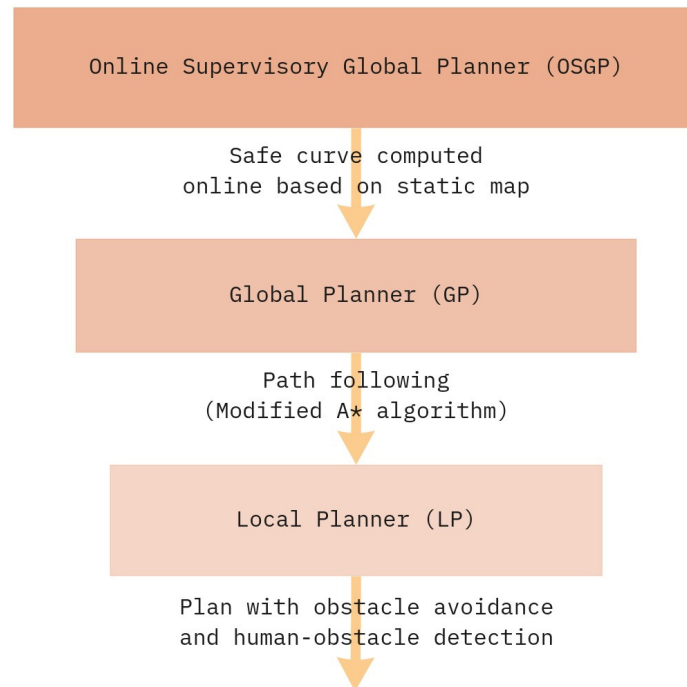 Online Supervisory Global Planner (OSGP)
Safe curve computed
online based on static map
Global Planner (GP)
Path following
(Modified A* algorithm)
Local Planner (LP)
Plan with obstacle avoidance
and human-obstacle detection